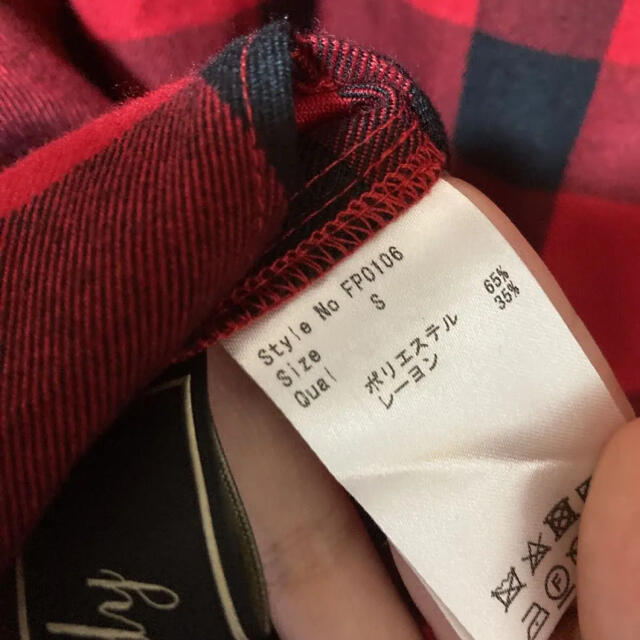 Style No FP0106
Size S
Qual ポリエステル 65%
レーヨン 35%